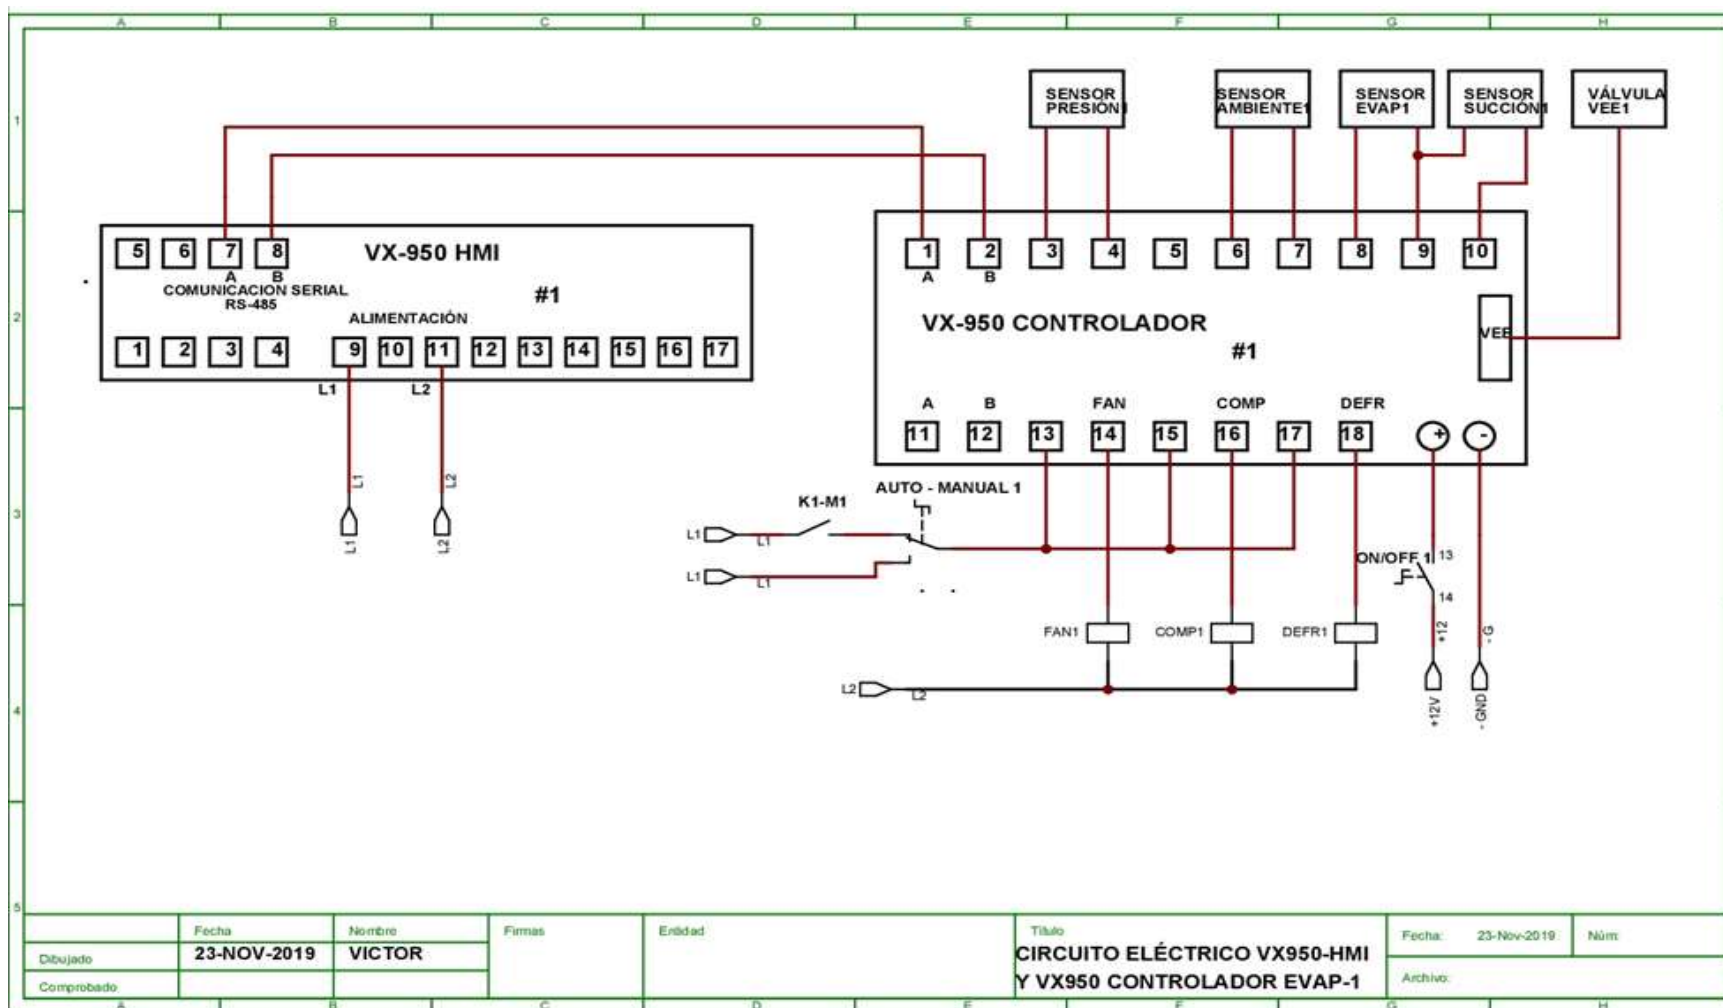 A B C D E F G H
1
SENSOR
PRESIÓN1
SENSOR
AMBIENTE1
SENSOR
EVAP1
SENSOR
SUCCIÓN1
VÁLVULA
VEE1
5 6 7 8
A B
VX-950 HMI
COMUNICACION SERIAL
RS-485
#1
ALIMENTACIÓN
1 2 3 4 9 10 11 12 13 14 15 16 17
L1 L2
L1 L2
L1 L2
1 2 3 4 5 6 7 8 9 10
A B
2
VX-950 CONTROLADOR
#1
VEE
A B FAN COMP DEFR
11 12 13 14 15 16 17 18 + -
3
K1-M1
AUTO - MANUAL 1
L1 L1
L1 L1
ON/OFF 1
13
14
FAN1 COMP1 DEFR1
+12 - G
L2 L2
+12V - GND
4
5
Fecha Nombre Firmas Entidad Título
Dibujado 23-NOV-2019 VICTOR
Comprobado
CIRCUITO ELÉCTRICO VX950-HMI
Y VX950 CONTROLADOR EVAP-1
Fecha: 23-Nov-2019 Núm:
Archivo:
A B C D E F G H